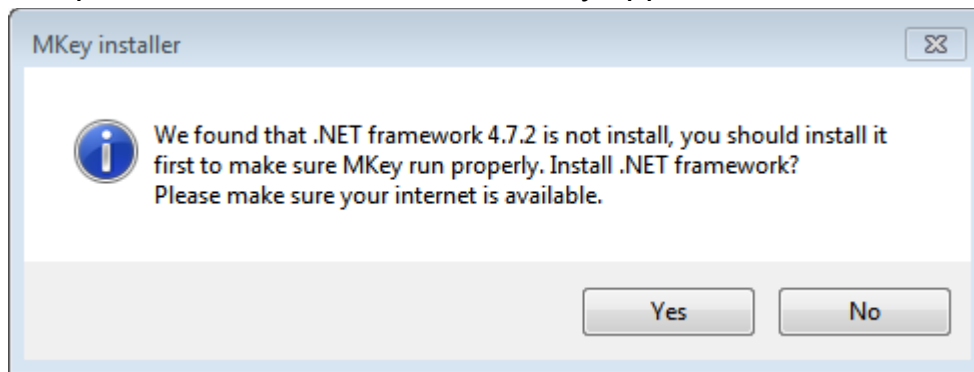 MKey installer
We found that .NET framework 4.7.2 is not install, you should install it
first to make sure MKey run properly. Install .NET framework?
Please make sure your internet is available.
Yes
No